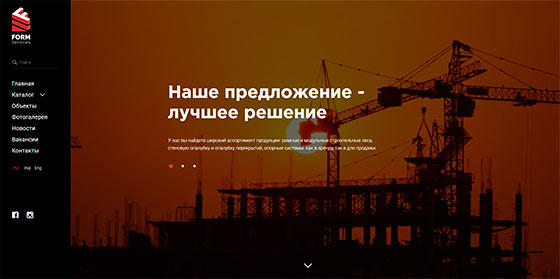 FORM
Services
Поиск
Главная
Каталог
Объекты
Фотогалерея
Новости
Вакансии
Контакты
Рус Укр Eng
Наше предложение -
лучшее решение
У нас вы найдете широкий ассортимент продукции: рамные и модульные строительные леса,
стеновую опалубку и опалубку перекрытий, опорные системы как в аренду, так и для продажи.